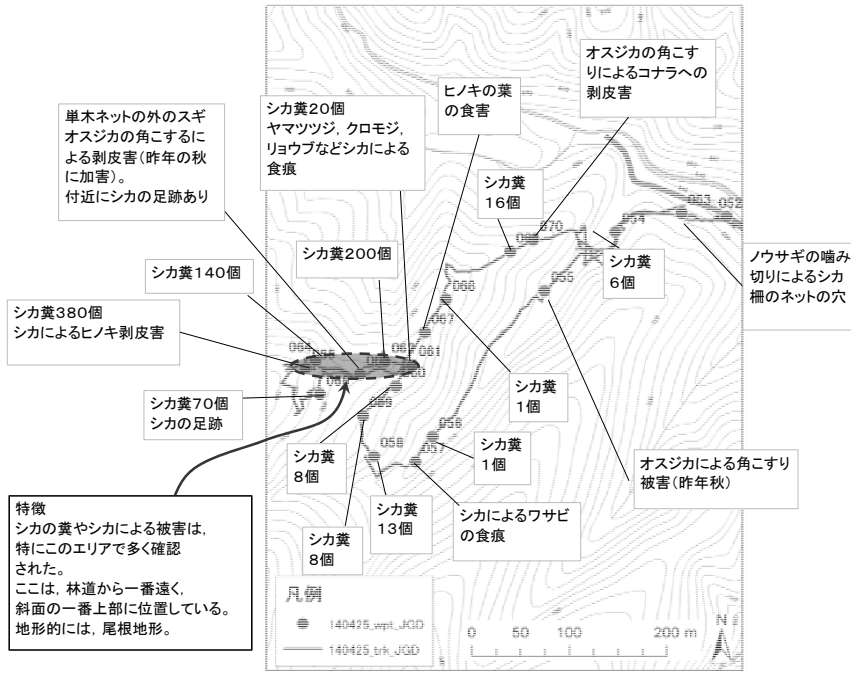 オスジカの角こす
りによるコナラへの
剥皮害
ヒノキの葉
の食害
シカ糞20個
ヤマツツジ，クロモジ，
リョウブなどシカによる
食痕
単木ネットの外のスギ
オスジカの角こするに
よる剥皮害（昨年の秋
に加害）。
付近にシカの足跡あり
シカ糞
16個
シカ糞200個
シカ糞
6個
ノウサギの噛み
切りによるシカ
柵のネットの穴
シカ糞140個
シカ糞380個
シカによるヒノキ剥皮害
シカ糞70個
シカの足跡
シカ糞
1個
シカ糞
8個
シカ糞
1個
オスジカによる角こすり
被害（昨年秋）
シカ糞
13個
シカによるワサビ
の食痕
シカ糞
8個
特徴
シカの糞やシカによる被害は，
特にこのエリアで多く確認
された。
ここは，林道から一番遠く，
斜面の一番上部に位置している。
地形的には，尾根地形。
052
053
054
055
070
068
067
061
064
059
058
057
056
凡例
140425_wpt_JGD
140425_trk_JGD
0 50 100 200 m
N